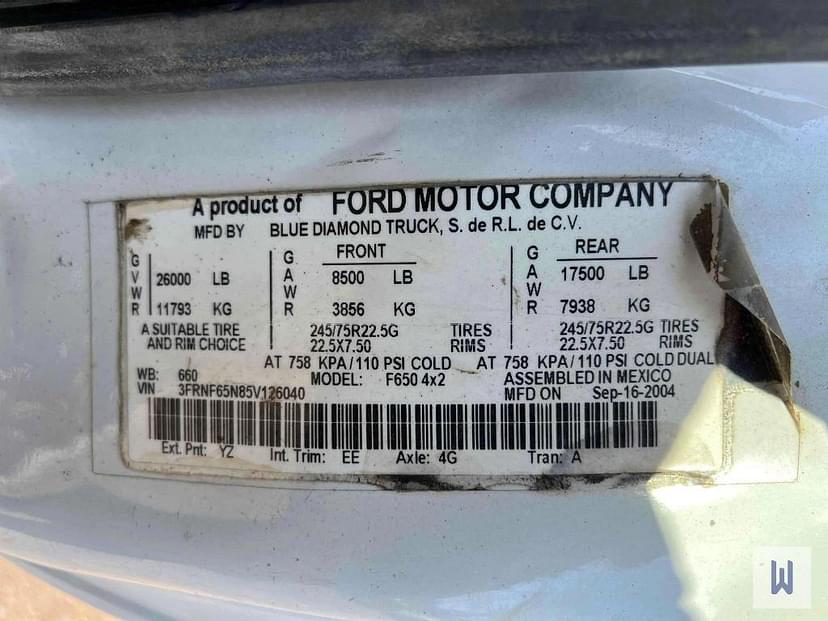 A product of FORD MOTOR COMPANY
MFD BY BLUE DIAMOND TRUCK, S. de R.L. de C.V.
GVWR 26000 LB 11793 KG
FRONT GAWR 8500 LB 3856 KG
REAR GAWR 17500 LB 7938 KG
A SUITABLE TIRE 245/75R22.5G TIRES 245/75R22.5G TIRES
AND RIM CHOICE 22.5X7.50 RIMS 22.5X7.50 RIMS
AT 758 KPA/110 PSI COLD AT 758 KPA/110 PSI COLD DUAL
WB: 660 MODEL: F650 4x2 ASSEMBLED IN MEXICO
VIN 3FRNF65N85V126040 MFD ON Sep-16-2004
Ext. Pnt: YZ Int. Trim: EE Axle: 4G Tran: A
W